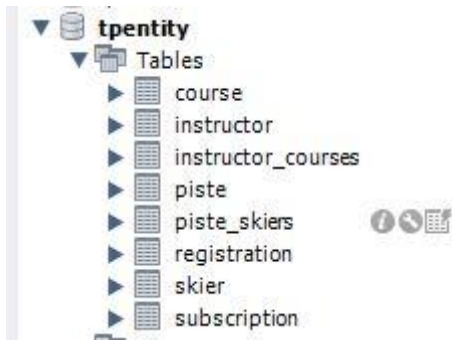 tpentity
Tables
course
instructor
instructor_courses
piste
piste_skiers
registration
skier
subscription